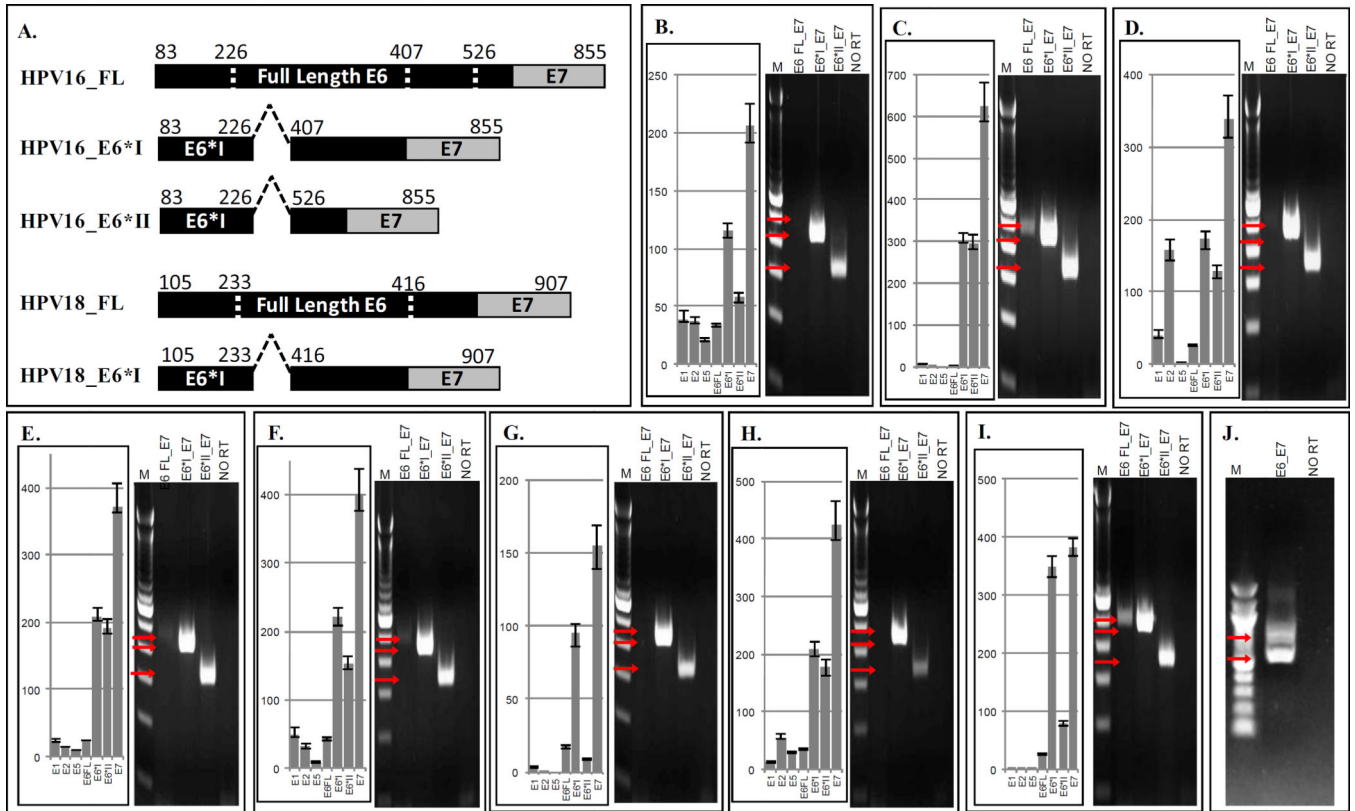 A.
83 226 407 526 855
HPV16_FL Full Length E6 E7
83 226 407 855
HPV16_E6*I E6*I E7
83 226 526 855
HPV16_E6*II E6*I E7
105 233 416 907
HPV18_FL Full Length E6 E7
105 233 416 907
HPV18_E6*I E6*I E7
B.
M E6 FL_E7 E6*I_E7 E6*II_E7 NO RT
250
200
150
100
50
0
E1 E2 E5 E6FL E6*I E6*II E7
C.
M E6 FL_E7 E6*I_E7 E6*II_E7 NO RT
700
600
500
400
300
200
100
0
E1 E2 E5 E6FL E6*I E6*II E7
D.
M E6 FL_E7 E6*I_E7 E6*II_E7 NO RT
400
300
200
100
0
E1 E2 E5 E6FL E6*I E6*II E7
E.
M E6 FL_E7 E6*I_E7 E6*II_E7 NO RT
400
300
200
100
0
E1 E2 E5 E6FL E6*I E6*II E7
F.
M E6 FL_E7 E6*I_E7 E6*II_E7 NO RT
400
300
200
100
0
E1 E2 E5 E6FL E6*I E6*II E7
G.
M E6 FL_E7 E6*I_E7 E6*II_E7 NO RT
200
150
100
50
0
E1 E2 E5 E6FL E6*I E6*II E7
H.
M E6 FL_E7 E6*I_E7 E6*II_E7 NO RT
500
400
300
200
100
0
E1 E2 E5 E6FL E6*I E6*II E7
I.
M E6 FL_E7 E6*I_E7 E6*II_E7 NO RT
500
400
300
200
100
0
E1 E2 E5 E6FL E6*I E6*II E7
J.
M E6_E7 NO RT